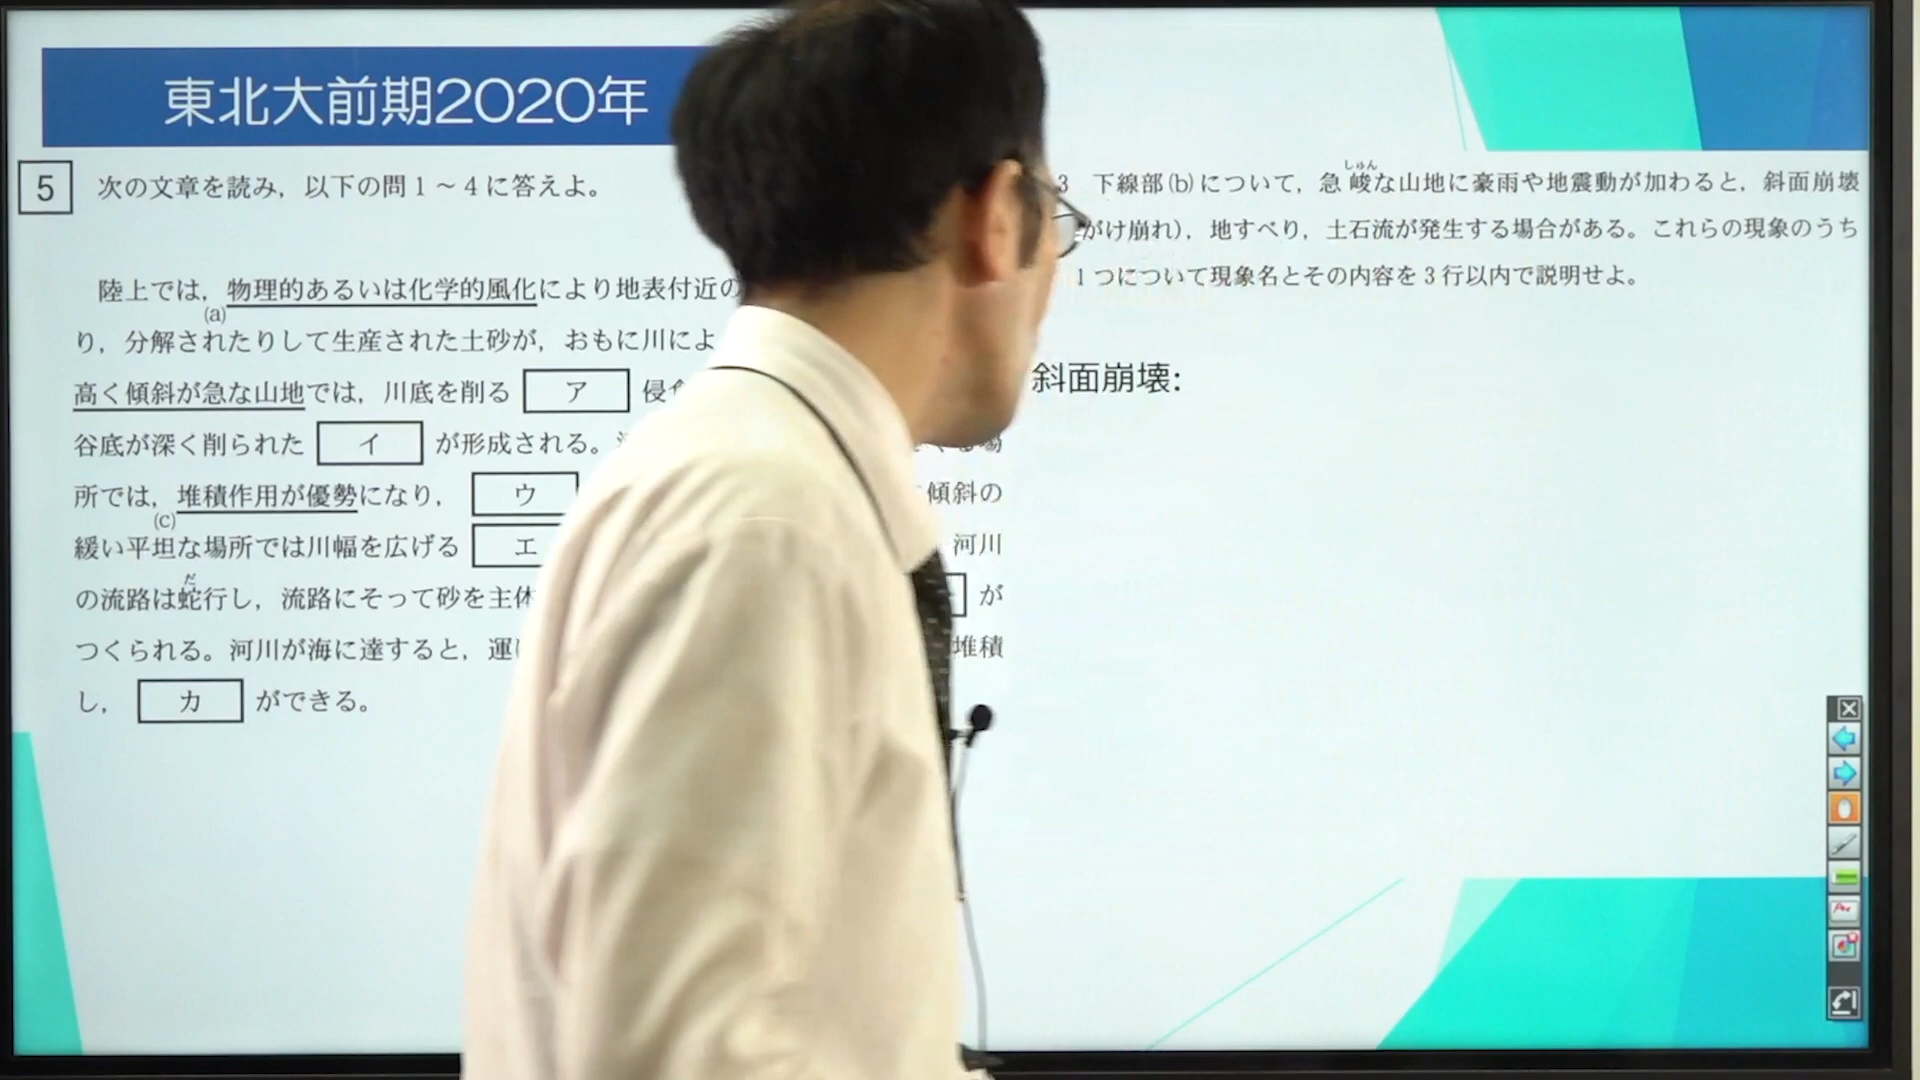 東北大前期2020年
5 次の文章を読み，以下の問1～4に答えよ。
陸上では，物理的あるいは化学的風化により地表付近の
(a)
り，分解されたりして生産された土砂が，おもに川によ
高く傾斜が急な山地では，川底を削る ア 侵
谷底が深く削られた イ が形成される。
所では，堆積作用が優勢になり， ウ 傾斜の
(c)
緩い平坦な場所では川幅を広げる エ 河川
の流路は蛇行し，流路にそって砂を主体 が
だ
つくられる。河川が海に達すると，運 堆積
し， カ ができる。
3 下線部(b)について，急峻な山地に豪雨や地震動が加わると，斜面崩壊
しゅん
がけ崩れ)，地すべり，土石流が発生する場合がある。これらの現象のうち
1つについて現象名とその内容を3行以内で説明せよ。
斜面崩壊: